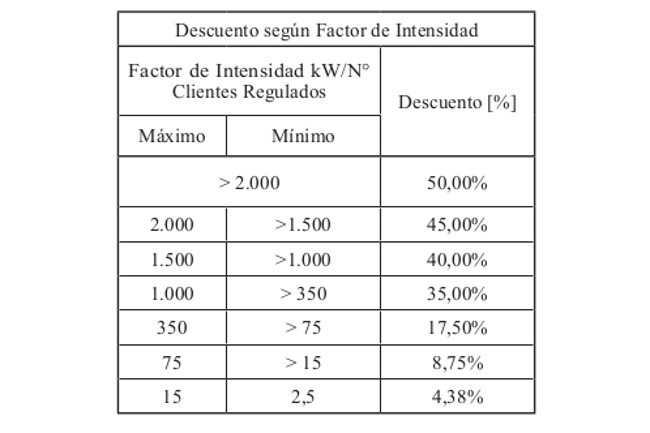 Descuento según Factor de Intensidad
Factor de Intensidad kW/N°
Clientes Regulados
Descuento [%]
Máximo Mínimo
> 2.000 50,00%
2.000 >1.500 45,00%
1.500 >1.000 40,00%
1.000 > 350 35,00%
350 > 75 17,50%
75 > 15 8,75%
15 2,5 4,38%